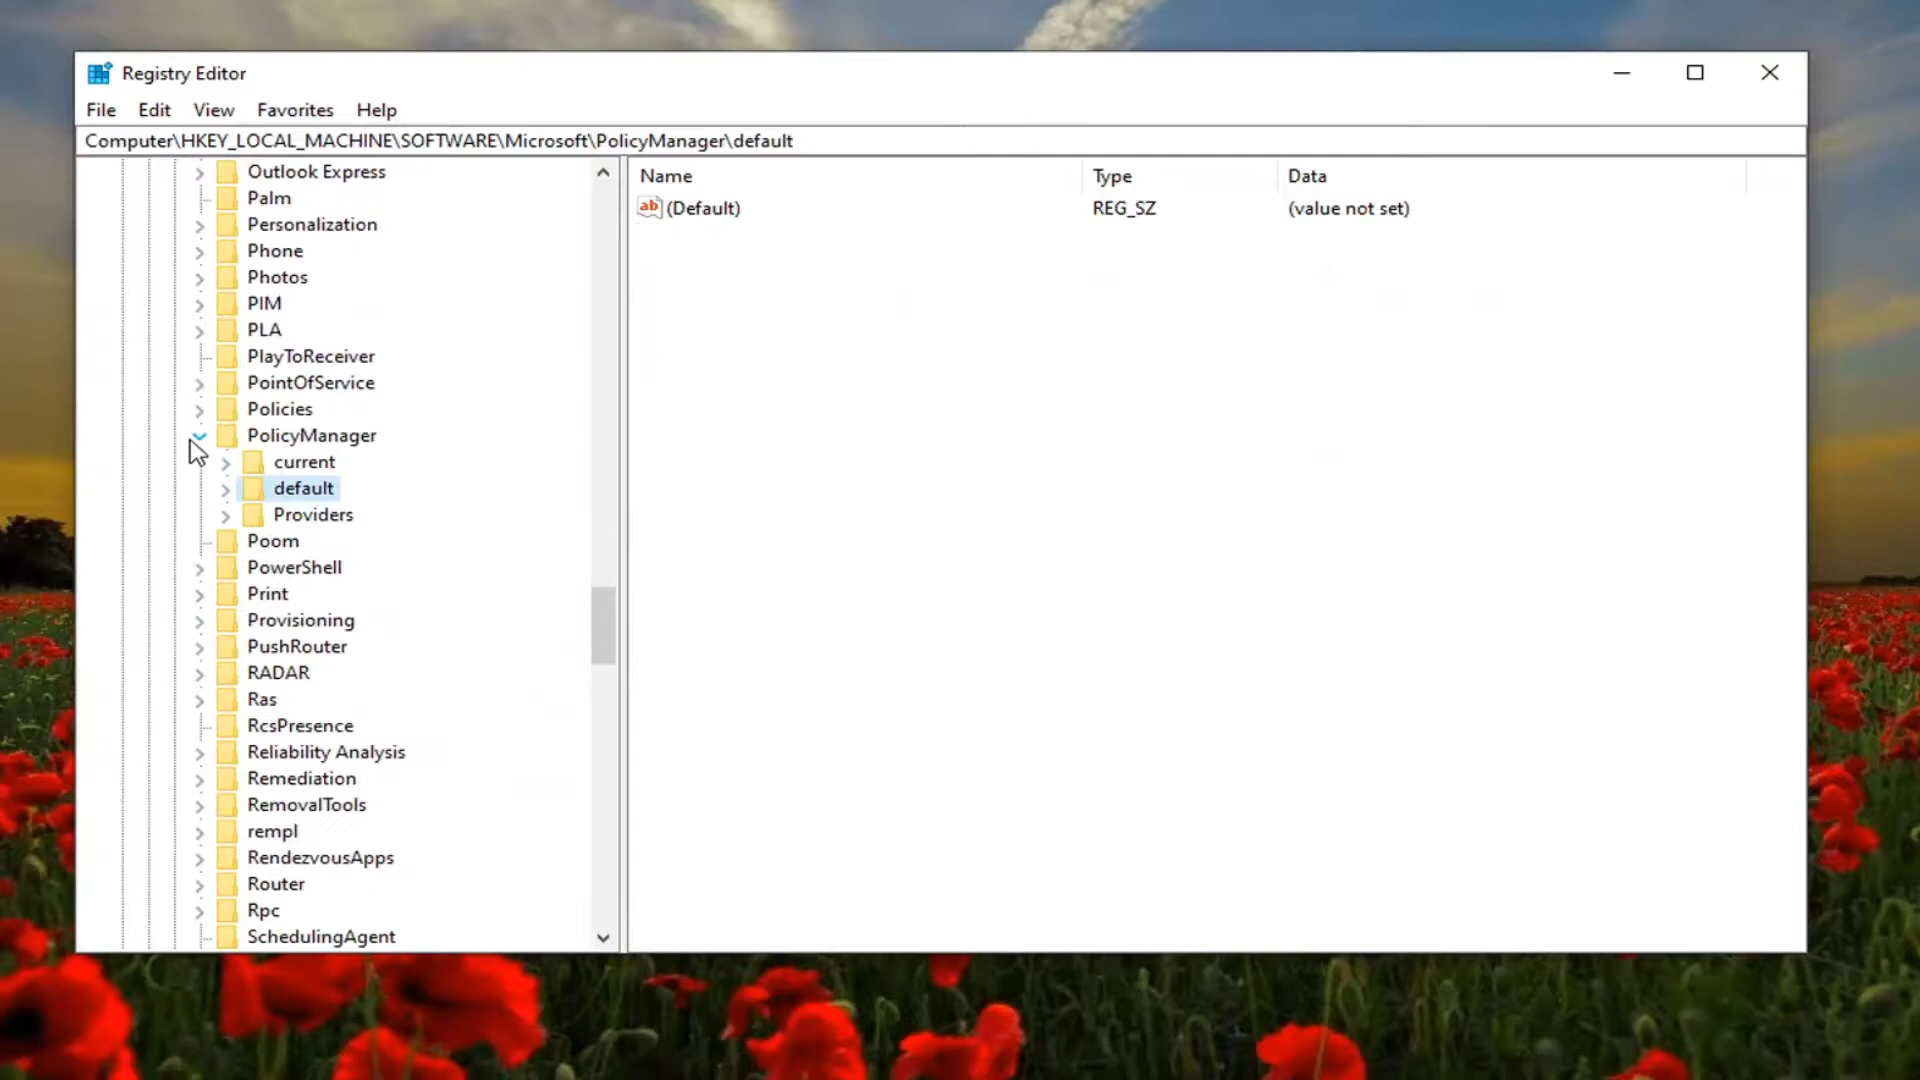 Registry Editor
File Edit View Favorites Help
Computer\HKEY_LOCAL_MACHINE\SOFTWARE\Microsoft\PolicyManager\default
Outlook Express
Palm
Personalization
Phone
Photos
PIM
PLA
PlayToReceiver
PointOfService
Policies
PolicyManager
current
default
Providers
Poom
PowerShell
Print
Provisioning
PushRouter
RADAR
Ras
RcsPresence
Reliability Analysis
Remediation
RemovalTools
rempl
RendezvousApps
Router
Rpc
SchedulingAgent
Name Type Data
ab (Default) REG_SZ (value not set)